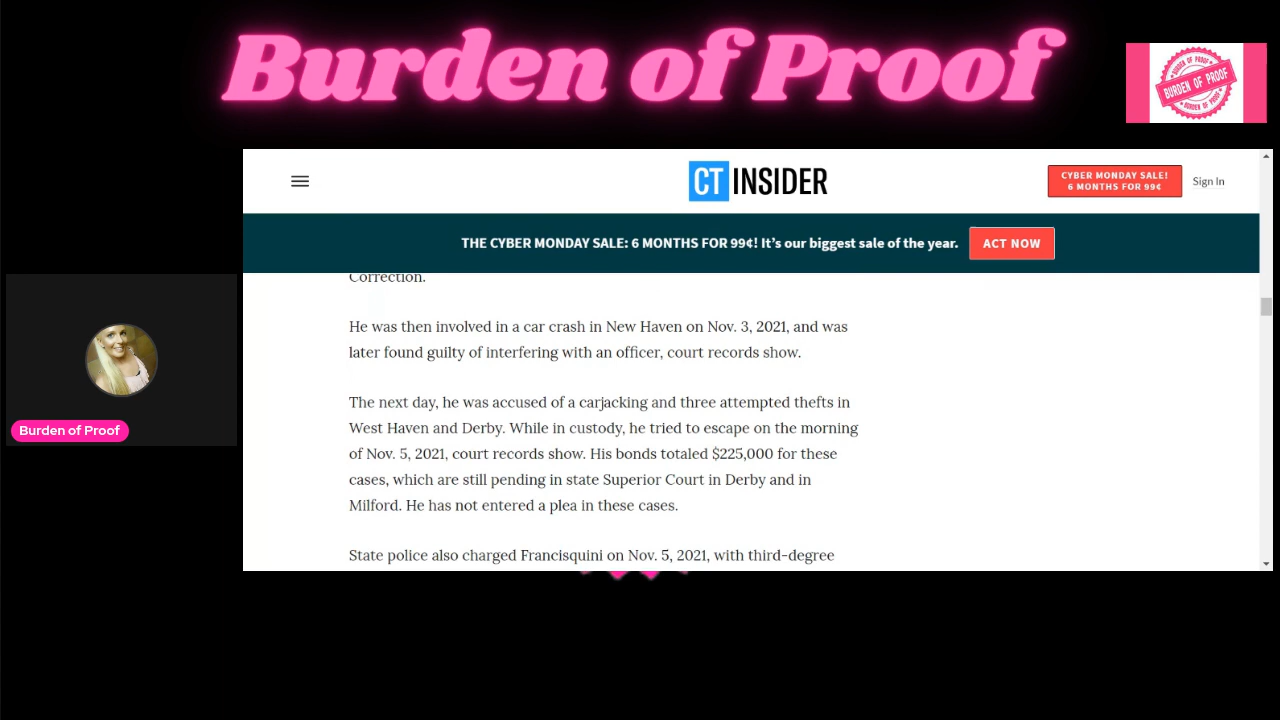 Burden of Proof
BURDEN OF PROOF
BURDEN OF PROOF
BURDEN OF PROOF
CT INSIDER
CYBER MONDAY SALE!
6 MONTHS FOR 99¢
Sign In
THE CYBER MONDAY SALE: 6 MONTHS FOR 99¢! It's our biggest sale of the year.
ACT NOW
Correction.
He was then involved in a car crash in New Haven on Nov. 3, 2021, and was
later found guilty of interfering with an officer, court records show.
The next day, he was accused of a carjacking and three attempted thefts in
West Haven and Derby. While in custody, he tried to escape on the morning
of Nov. 5, 2021, court records show. His bonds totaled $225,000 for these
cases, which are still pending in state Superior Court in Derby and in
Milford. He has not entered a plea in these cases.
State police also charged Francisquini on Nov. 5, 2021, with third-degree
Burden of Proof